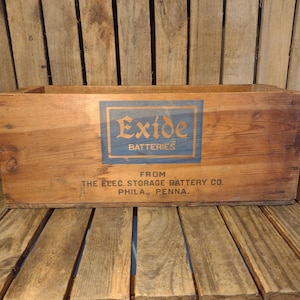 Exide
BATTERIES
FROM
THE ELEC. STORAGE BATTERY CO.
PHILA., PENNA.